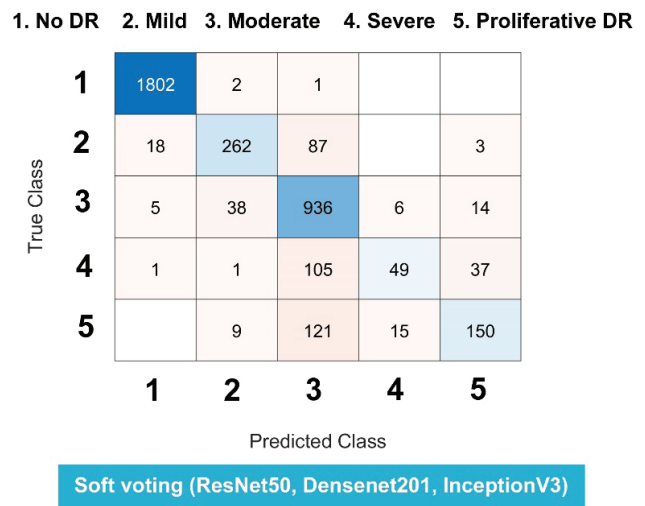 1. No DR 2. Mild 3. Moderate 4. Severe 5. Proliferative DR
True Class
1 1802 2 1
2 18 262 87 3
3 5 38 936 6 14
4 1 1 105 49 37
5 9 121 15 150
1 2 3 4 5
Predicted Class
Soft voting (ResNet50, Densenet201, InceptionV3)